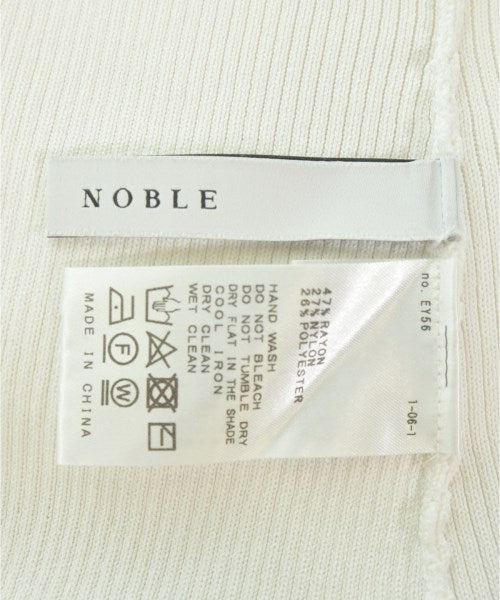 NOBLE
no. EY56
1-06-1
47% RAYON
27% NYLON
26% POLYESTER
HAND WASH
DO NOT BLEACH
DO NOT TUMBLE DRY
DRY FLAT IN THE SHADE
COOL IRON
DRY CLEAN
WET CLEAN
F
W
MADE IN CHINA